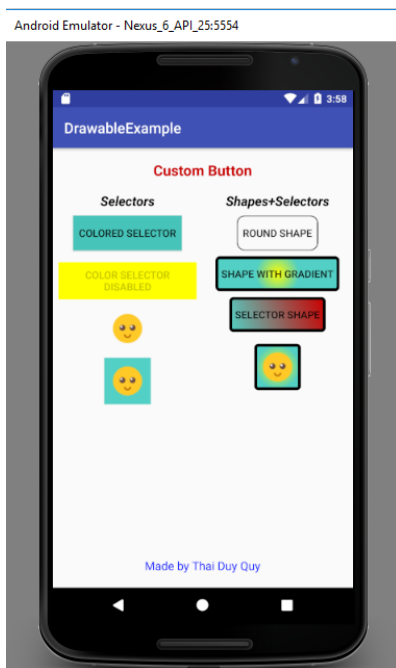 Android Emulator - Nexus_6_API_25:5554
3:58
DrawableExample
Custom Button
Selectors
Shapes+Selectors
COLORED SELECTOR
ROUND SHAPE
COLOR SELECTOR
DISABLED
SHAPE WITH GRADIENT
SELECTOR SHAPE
Made by Thai Duy Quy